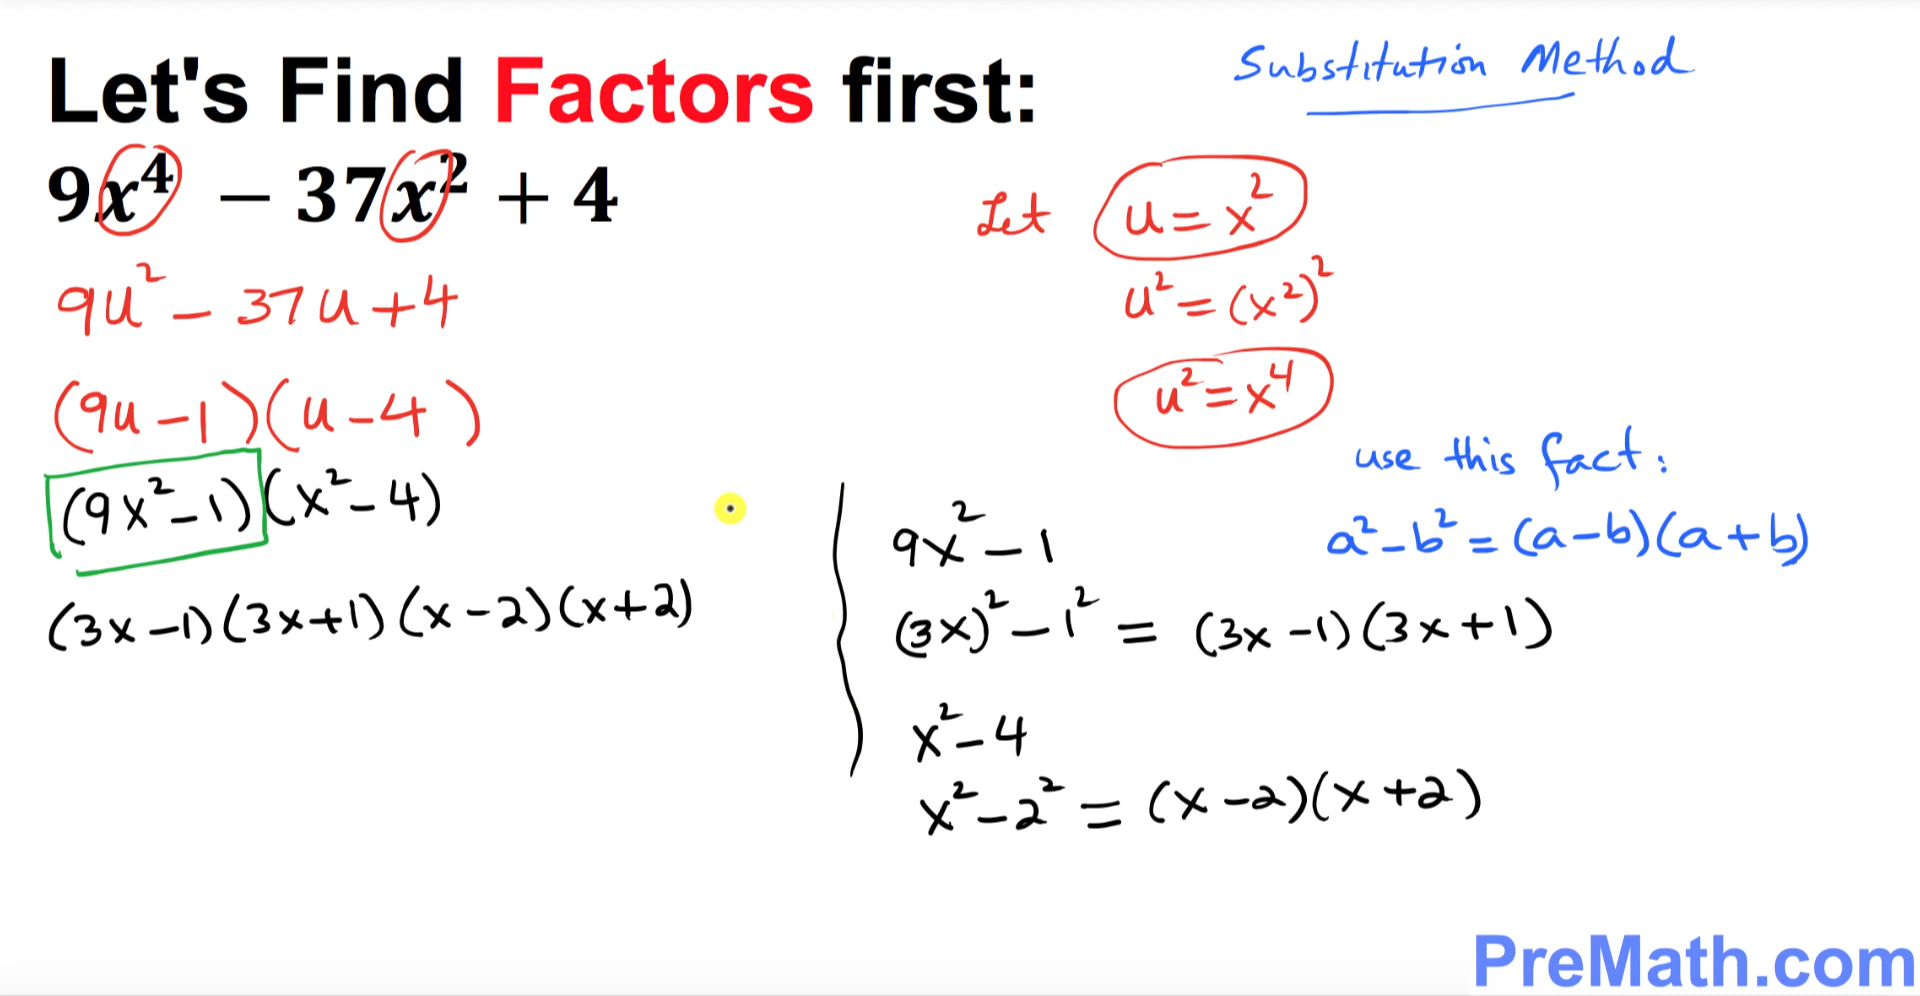 Let's Find Factors first:
9x⁴ − 37x² + 4
9u² − 37u + 4
(9u − 1)(u − 4)
(9x² − 1)(x² − 4)
(3x − 1)(3x + 1)(x − 2)(x + 2)
Substitution Method
Let u = x²
u² = (x²)²
u² = x⁴
use this fact:
a² − b² = (a − b)(a + b)
9x² − 1
(3x)² − 1² = (3x − 1)(3x + 1)
x² − 4
x² − 2² = (x − 2)(x + 2)
PreMath.com